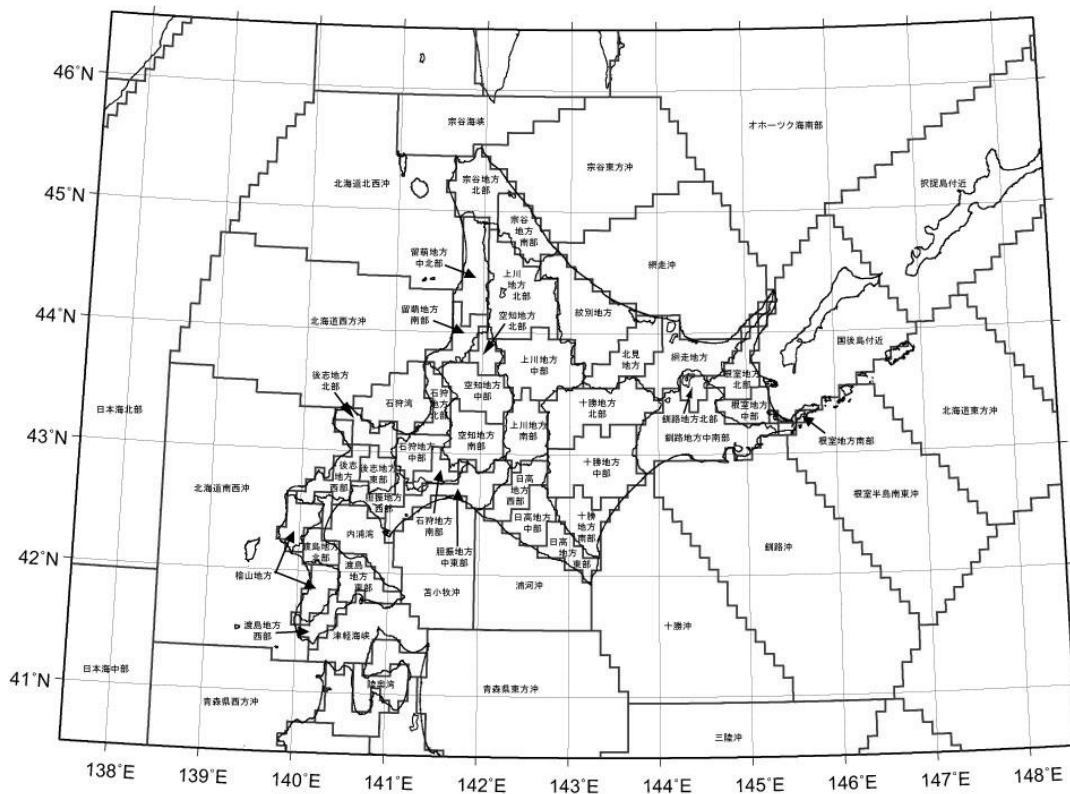 46˚N
45˚N
44˚N
43˚N
42˚N
41˚N
宗谷海峡
オホーツク海南部
宗谷東方沖
北海道北西沖
宗谷地方
北部
択捉島付近
宗谷
地方
南部
留萌地方
中北部
上川
地方
北部
網走沖
留萌地方
南部
空知地方
北部
紋別地方
北海道西方沖
国後島付近
後志地方
北部
上川地方
中部
北見
地方
網走地方
根室地方
北部
日本海北部
石狩湾
石狩
地方
北部
空知地方
中部
十勝地方
北部
釧路地方北部
根室地方
中部
北海道東方沖
空知地方
南部
上川
地方
南部
釧路地方中南部
根室地方南部
石狩地方
中部
十勝地方
中部
後志
地方
西部
後志地方
東部
胆振地方
西部
日高
地方
西部
北海道南西沖
根室半島南東沖
石狩地方
南部
日高地方
中部
十勝
地方
南部
内浦湾
渡島地方
北部
胆振地方
中東部
日高
地方
東部
釧路沖
檜山地方
渡島
地方
東部
苫小牧沖
浦河沖
渡島地方
西部
津軽海峡
十勝沖
日本海中部
陸奥湾
青森県西方沖
青森県東方沖
三陸沖
138˚E
139˚E
140˚E
141˚E
142˚E
143˚E
144˚E
145˚E
146˚E
147˚E
148˚E